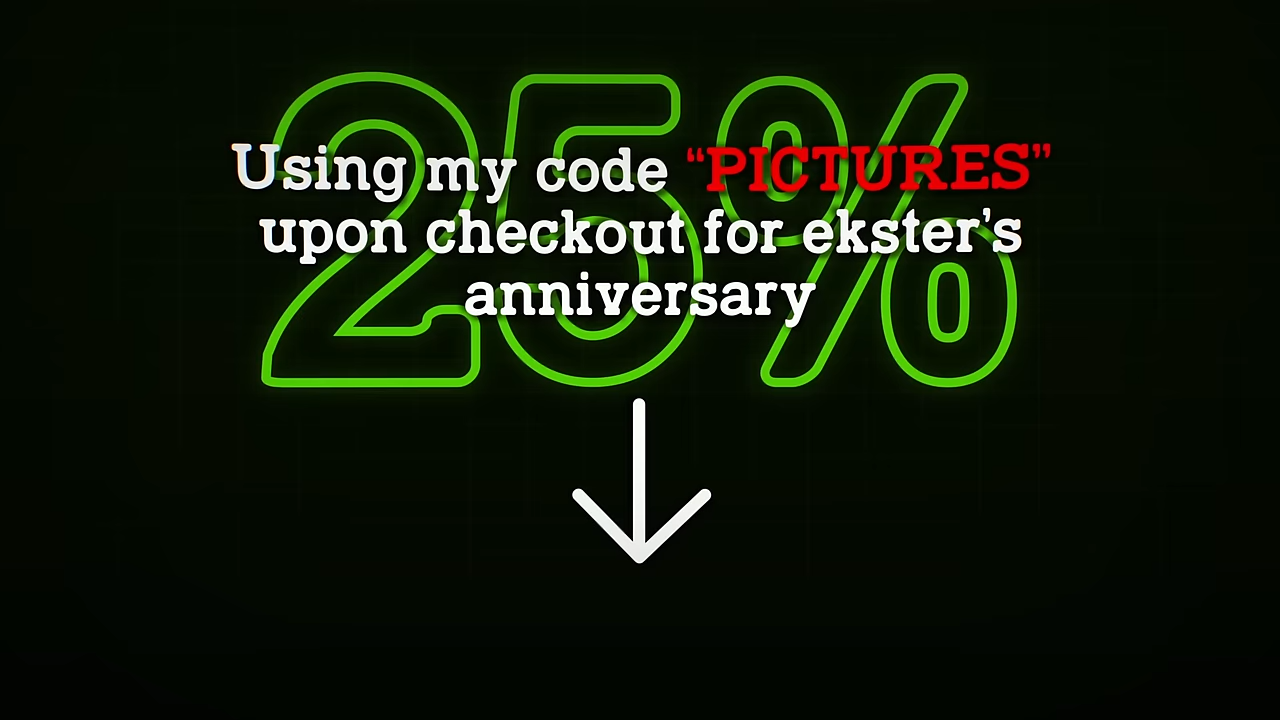 25%
Using my code “PICTURES”
upon checkout for ekster’s
anniversary